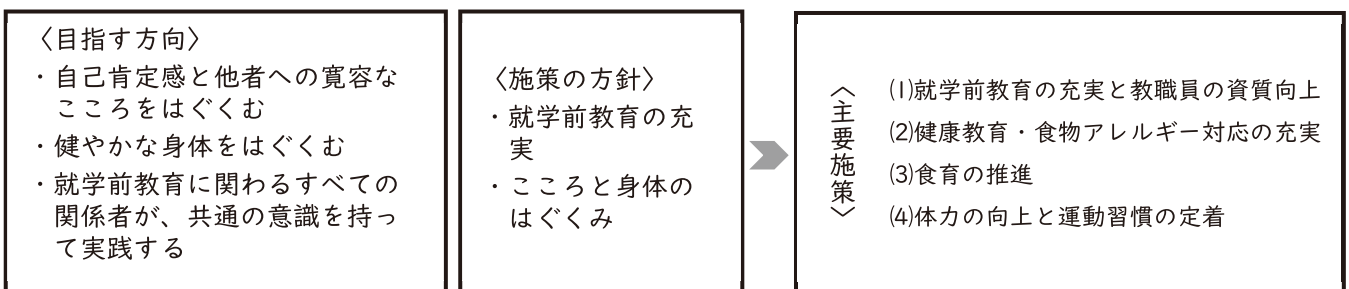 〈目指す方向〉
・自己肯定感と他者への寛容な
こころをはぐくむ
・健やかな身体をはぐくむ
・就学前教育に関わるすべての
関係者が、共通の意識を持っ
て実践する
〈施策の方針〉
・就学前教育の充
実
・こころと身体の
はぐくみ
〈主要施策〉
⑴就学前教育の充実と教職員の資質向上
⑵健康教育・食物アレルギー対応の充実
⑶食育の推進
⑷体力の向上と運動習慣の定着